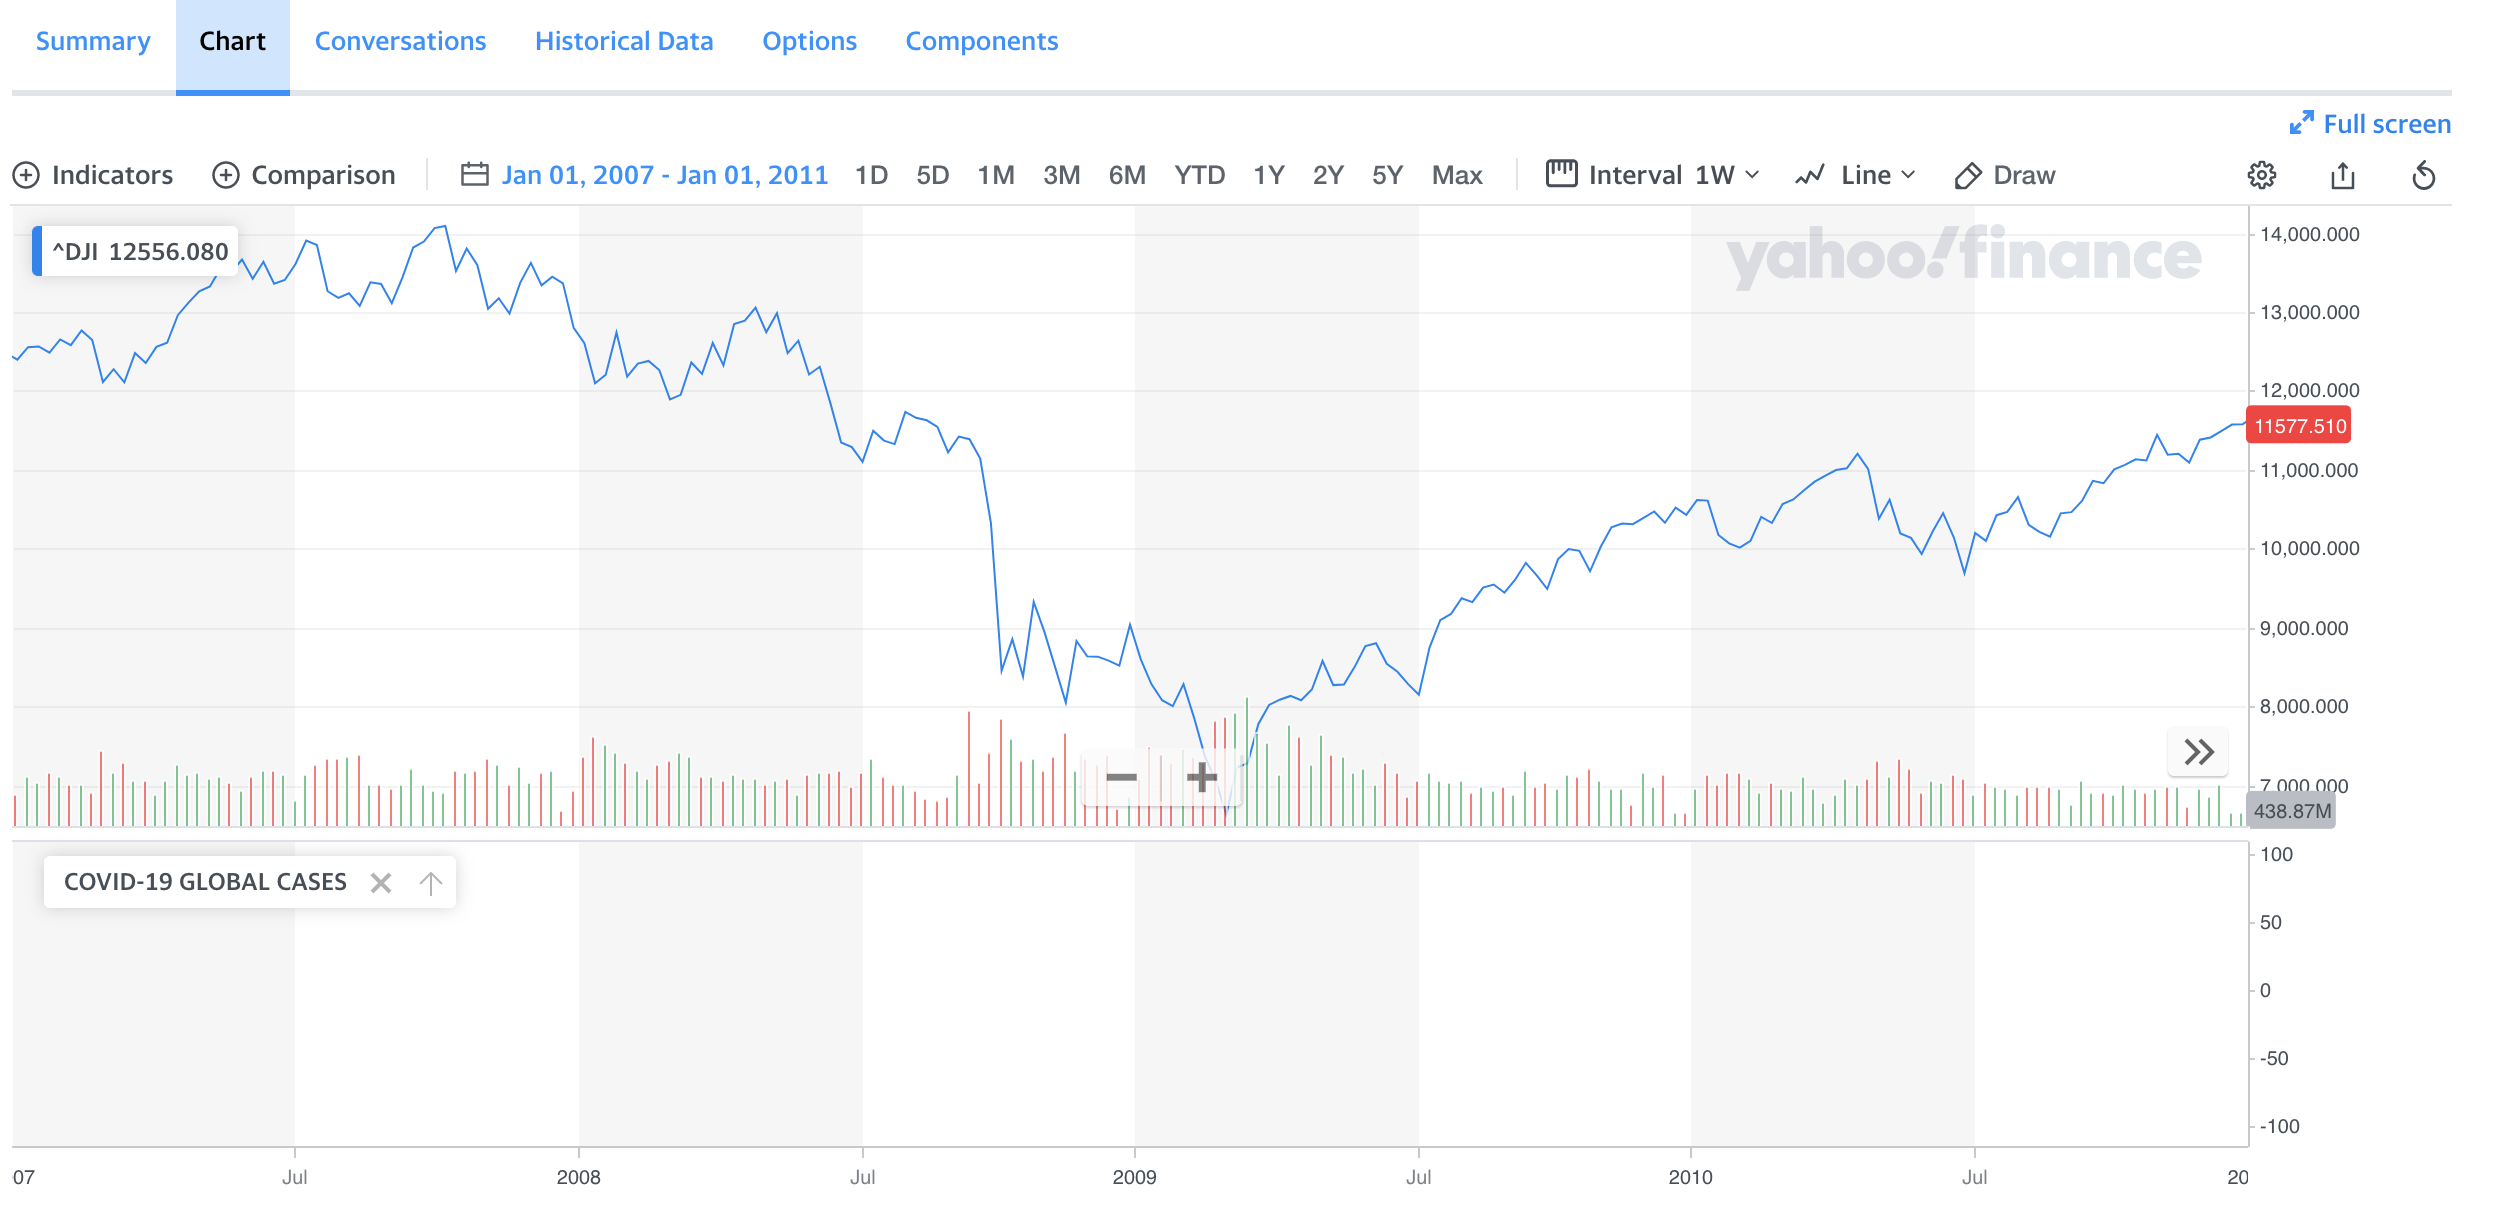 Summary Chart Conversations Historical Data Options Components
Full screen
Indicators Comparison Jan 01, 2007 - Jan 01, 2011 1D 5D 1M 3M 6M YTD 1Y 2Y 5Y Max Interval 1W Line Draw
^DJI 12556.080
yahoo!finance
14,000.000
13,000.000
12,000.000
11577.510
11,000.000
10,000.000
9,000.000
8,000.000
7,000.000
438.87M
COVID-19 GLOBAL CASES
100
50
0
-50
-100
07 Jul 2008 Jul 2009 Jul 2010 Jul 20